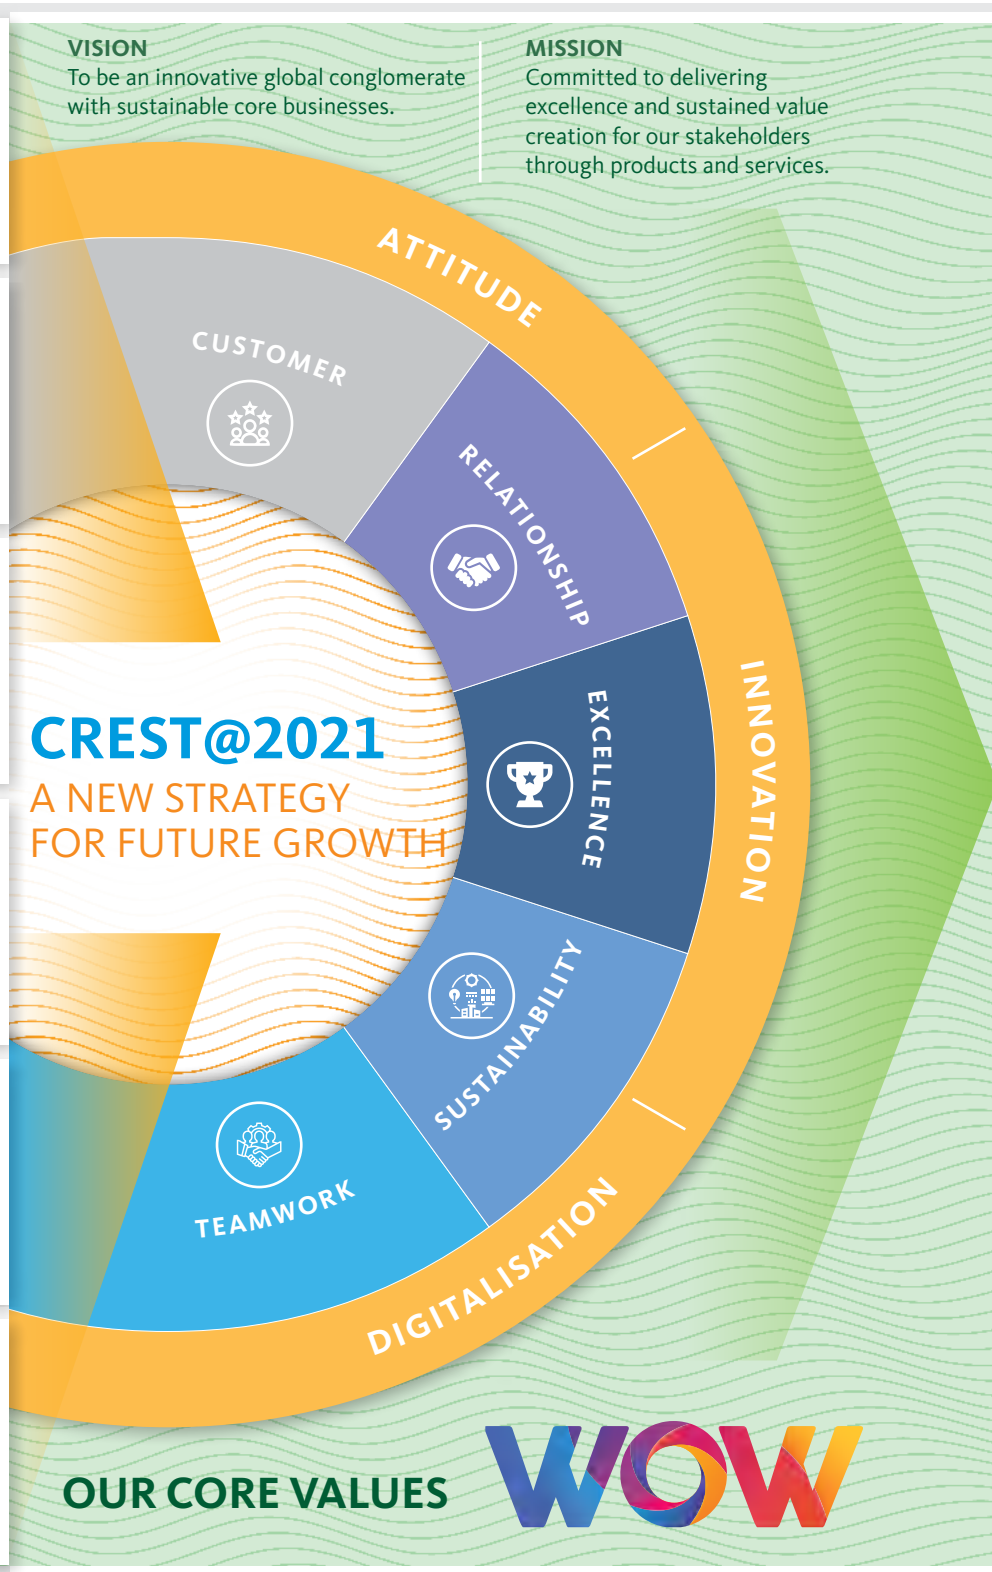 VISION
To be an innovative global conglomerate
with sustainable core businesses.
MISSION
Committed to delivering
excellence and sustained value
creation for our stakeholders
through products and services.
ATTITUDE
CUSTOMER
RELATIONSHIP
EXCELLENCE
INNOVATION
CREST@2021
A NEW STRATEGY
FOR FUTURE GROWTH
SUSTAINABILITY
TEAMWORK
DIGITALISATION
OUR CORE VALUES
WOW